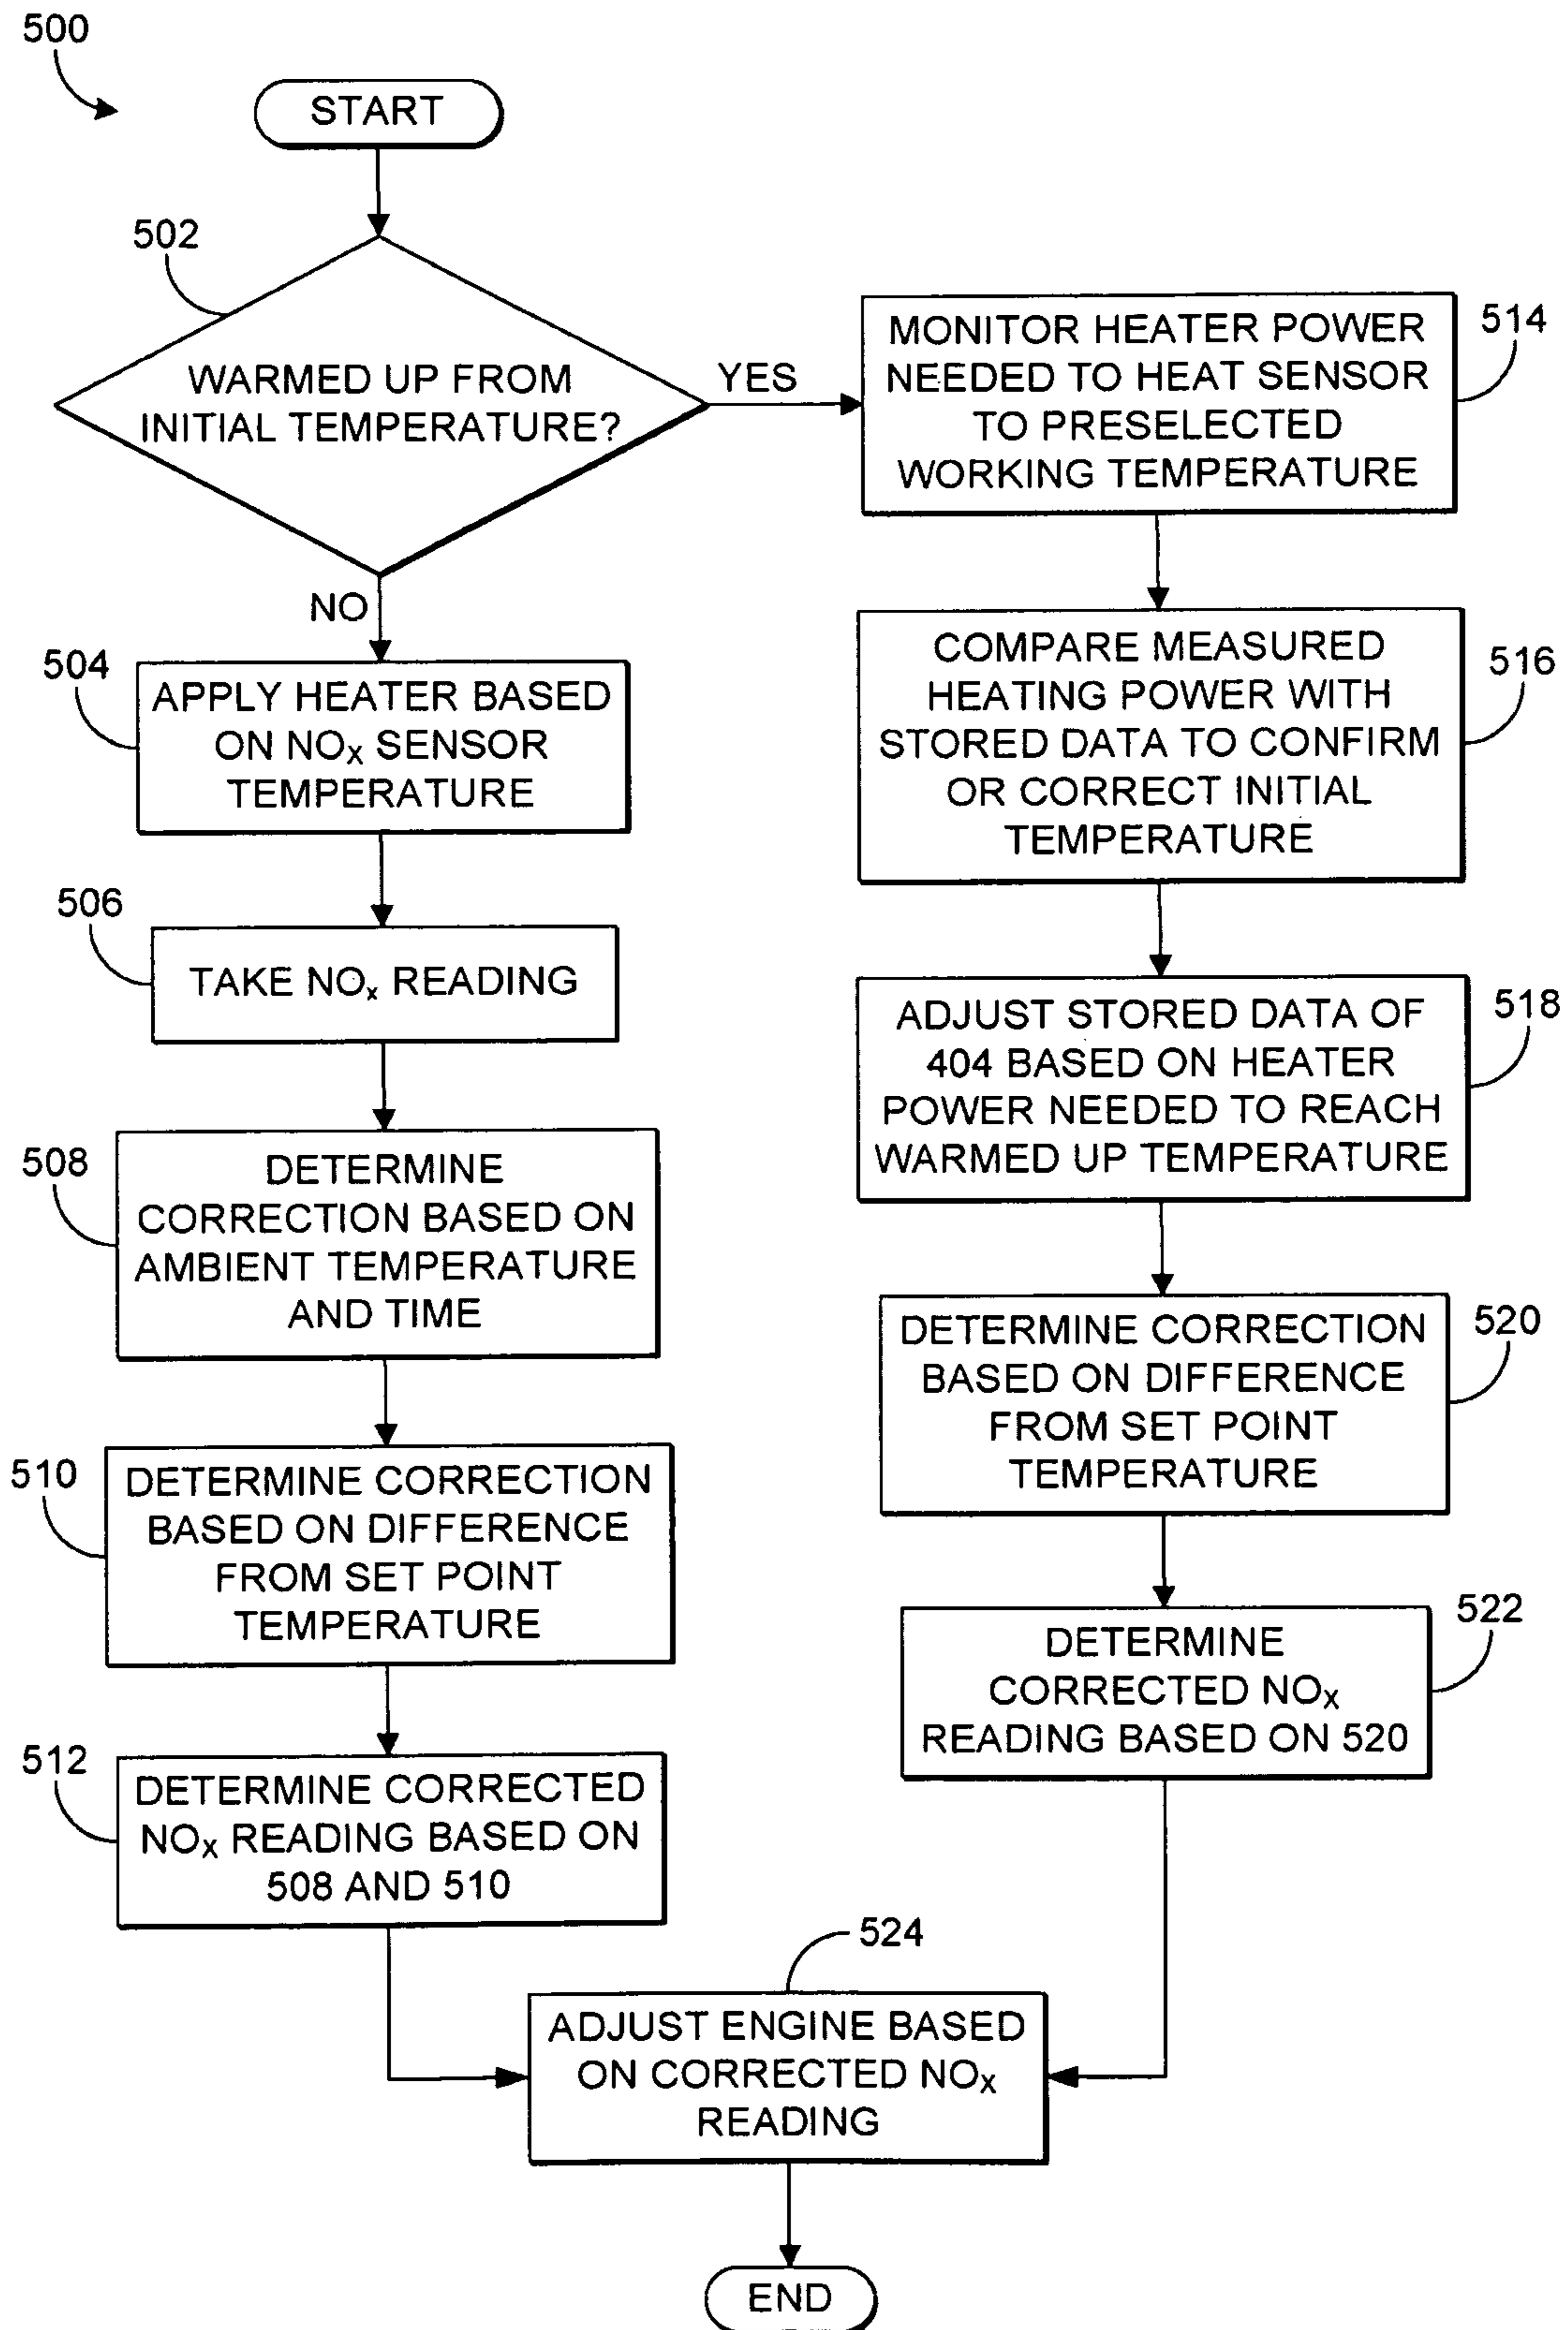 500
START
502
WARMED UP FROM
INITIAL TEMPERATURE?
YES
NO
504
APPLY HEATER BASED
ON NOX SENSOR
TEMPERATURE
506
TAKE NOx READING
508
DETERMINE
CORRECTION BASED ON
AMBIENT TEMPERATURE
AND TIME
510
DETERMINE CORRECTION
BASED ON DIFFERENCE
FROM SET POINT
TEMPERATURE
512
DETERMINE CORRECTED
NOX READING BASED ON
508 AND 510
514
MONITOR HEATER POWER
NEEDED TO HEAT SENSOR
TO PRESELECTED
WORKING TEMPERATURE
516
COMPARE MEASURED
HEATING POWER WITH
STORED DATA TO CONFIRM
OR CORRECT INITIAL
TEMPERATURE
518
ADJUST STORED DATA OF
404 BASED ON HEATER
POWER NEEDED TO REACH
WARMED UP TEMPERATURE
520
DETERMINE CORRECTION
BASED ON DIFFERENCE
FROM SET POINT
TEMPERATURE
522
DETERMINE
CORRECTED NOX
READING BASED ON 520
524
ADJUST ENGINE BASED
ON CORRECTED NOX
READING
END